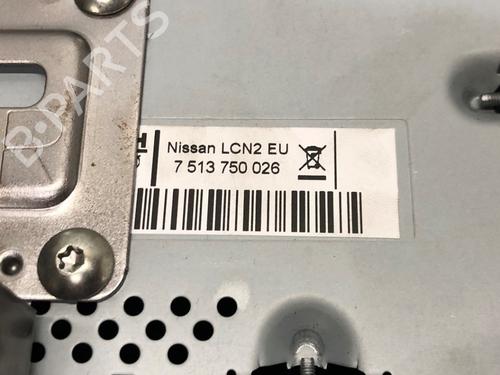 B-PARTS
H
Nissan LCN2 EU
7 513 750 026